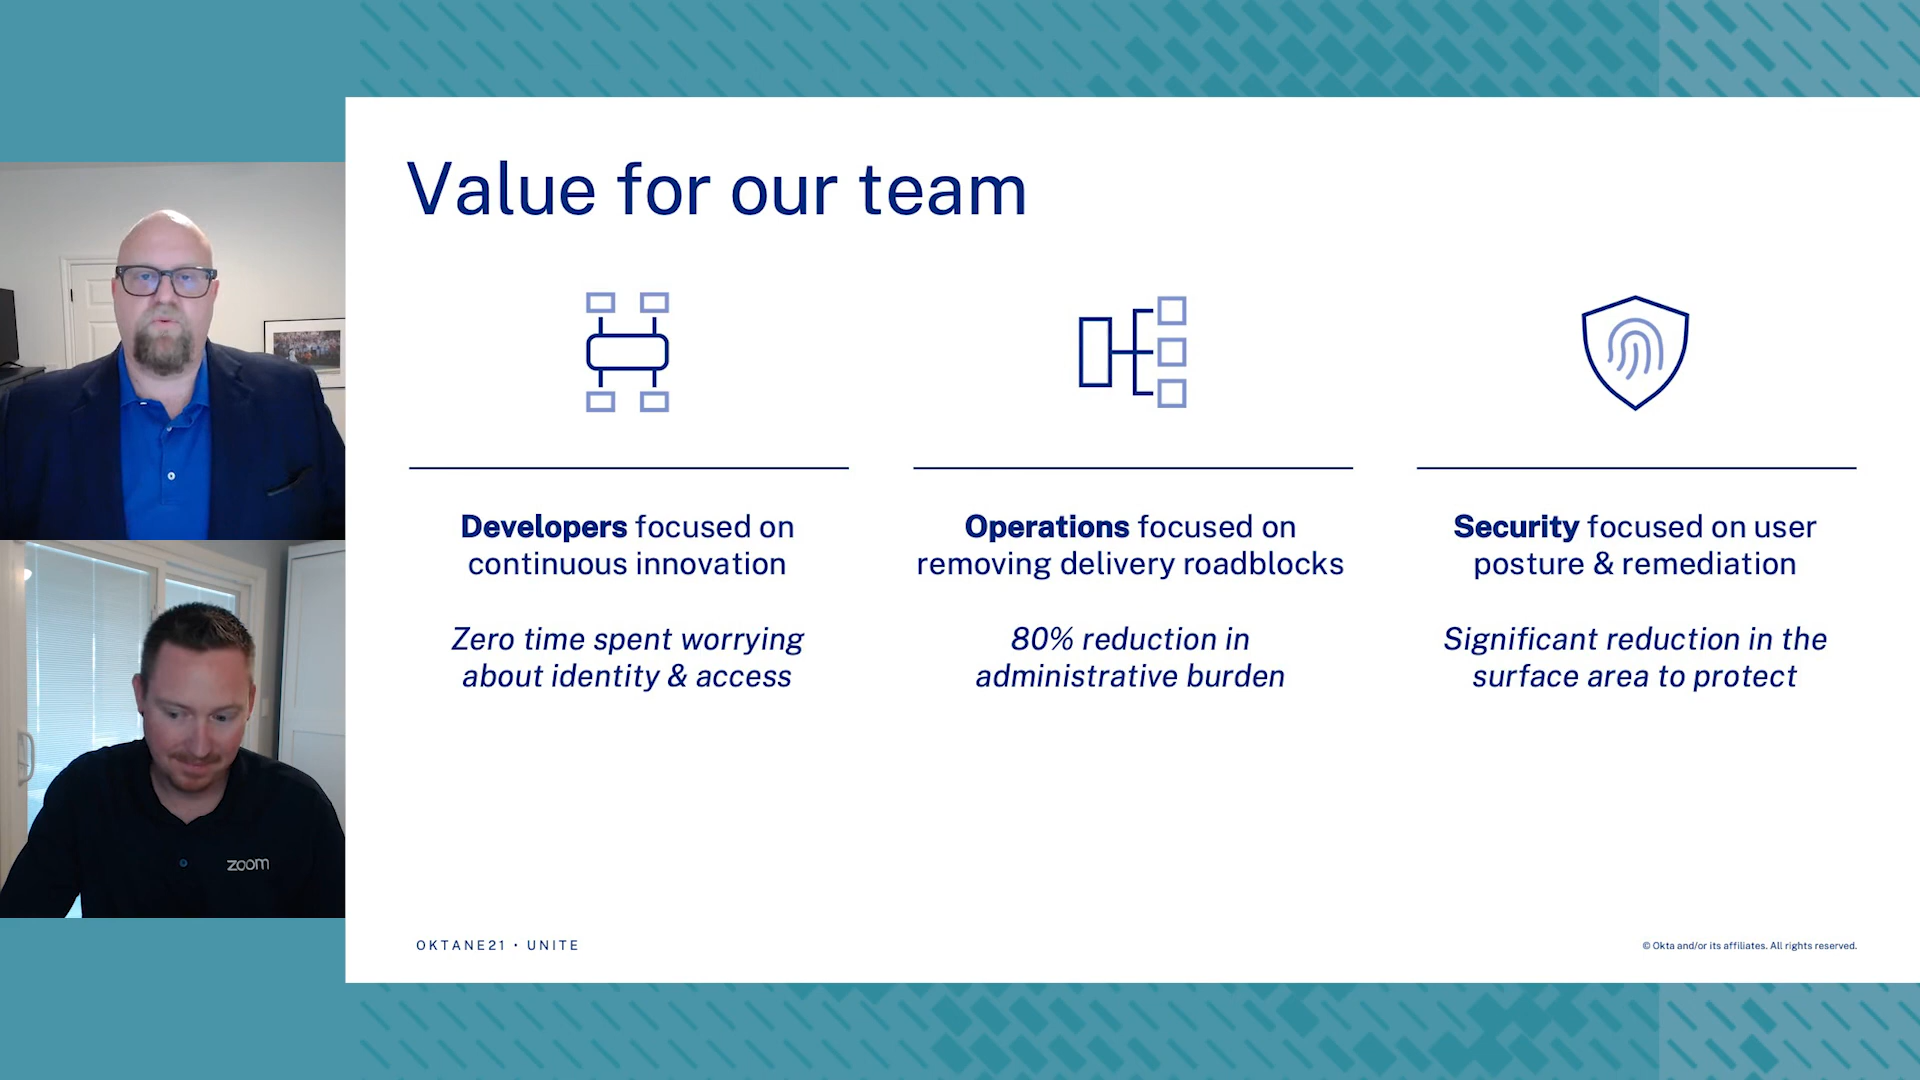 Value for our team
Developers focused on
continuous innovation
Zero time spent worrying
about identity & access
Operations focused on
removing delivery roadblocks
80% reduction in
administrative burden
Security focused on user
posture & remediation
Significant reduction in the
surface area to protect
zoom
OKTANE21 • UNITE
© Okta and/or its affiliates. All rights reserved.